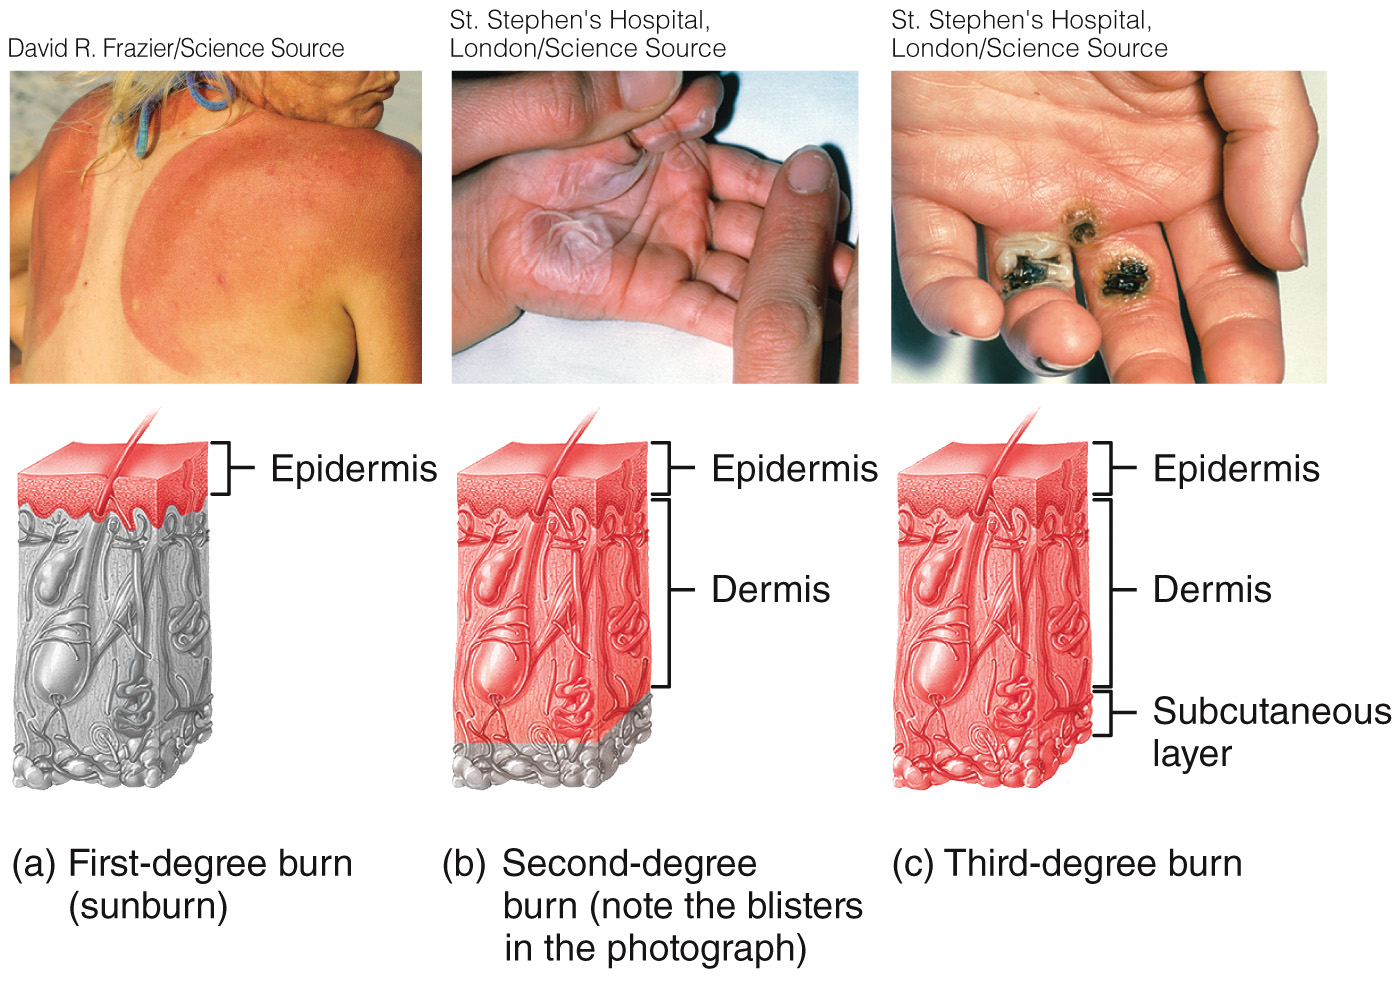 David R. Frazier/Science Source
St. Stephen's Hospital,
London/Science Source
St. Stephen's Hospital,
London/Science Source
Epidermis
Epidermis
Dermis
Epidermis
Dermis
Subcutaneous
layer
(a) First-degree burn
(sunburn)
(b) Second-degree
burn (note the blisters
in the photograph)
(c) Third-degree burn